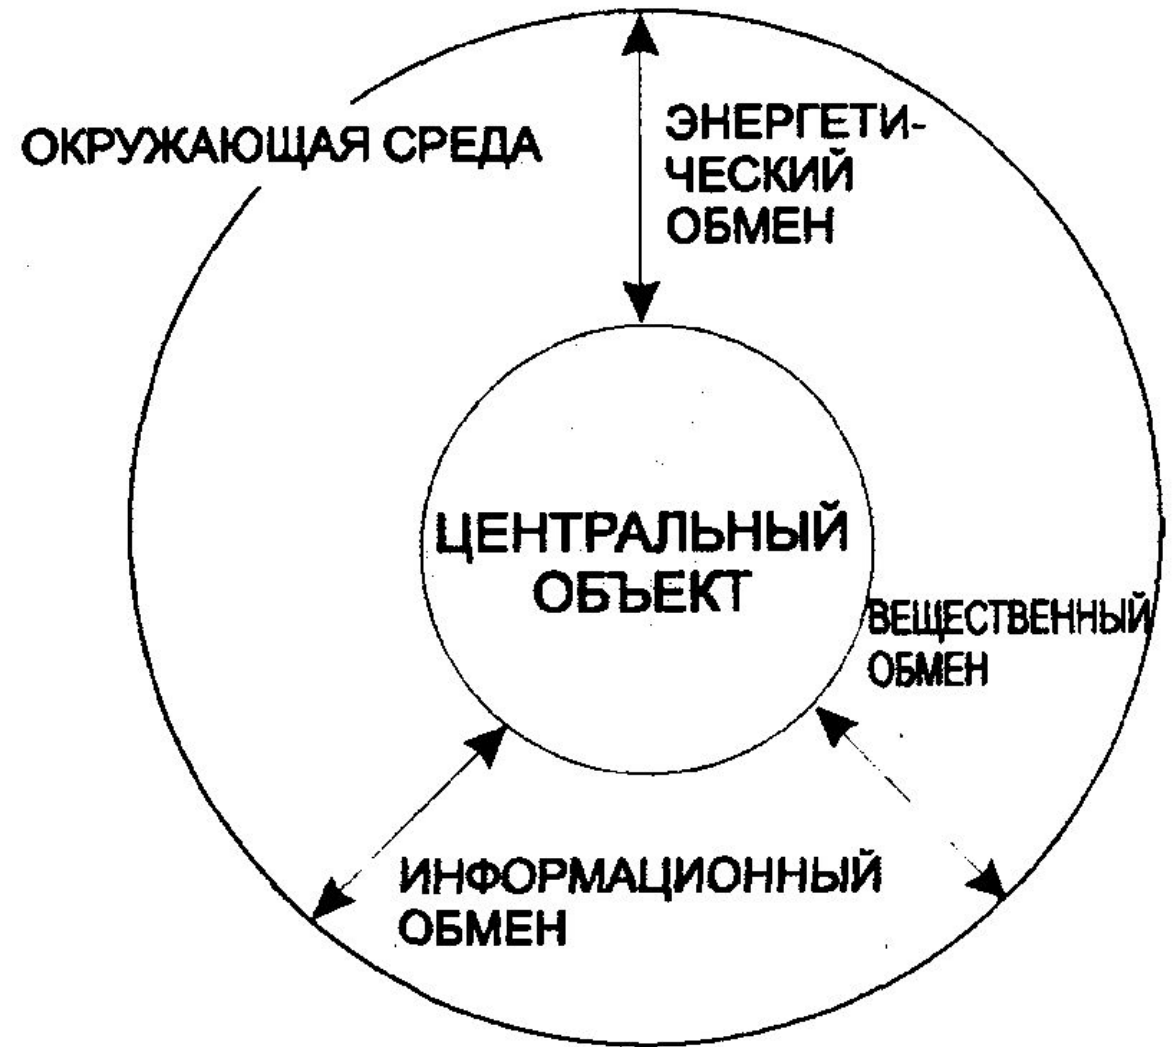 ОКРУЖАЮЩАЯ СРЕДА
ЭНЕРГЕТИ-
ЧЕСКИЙ
ОБМЕН
ЦЕНТРАЛЬНЫЙ
ОБЪЕКТ
ВЕЩЕСТВЕННЫЙ
ОБМЕН
ИНФОРМАЦИОННЫЙ
ОБМЕН